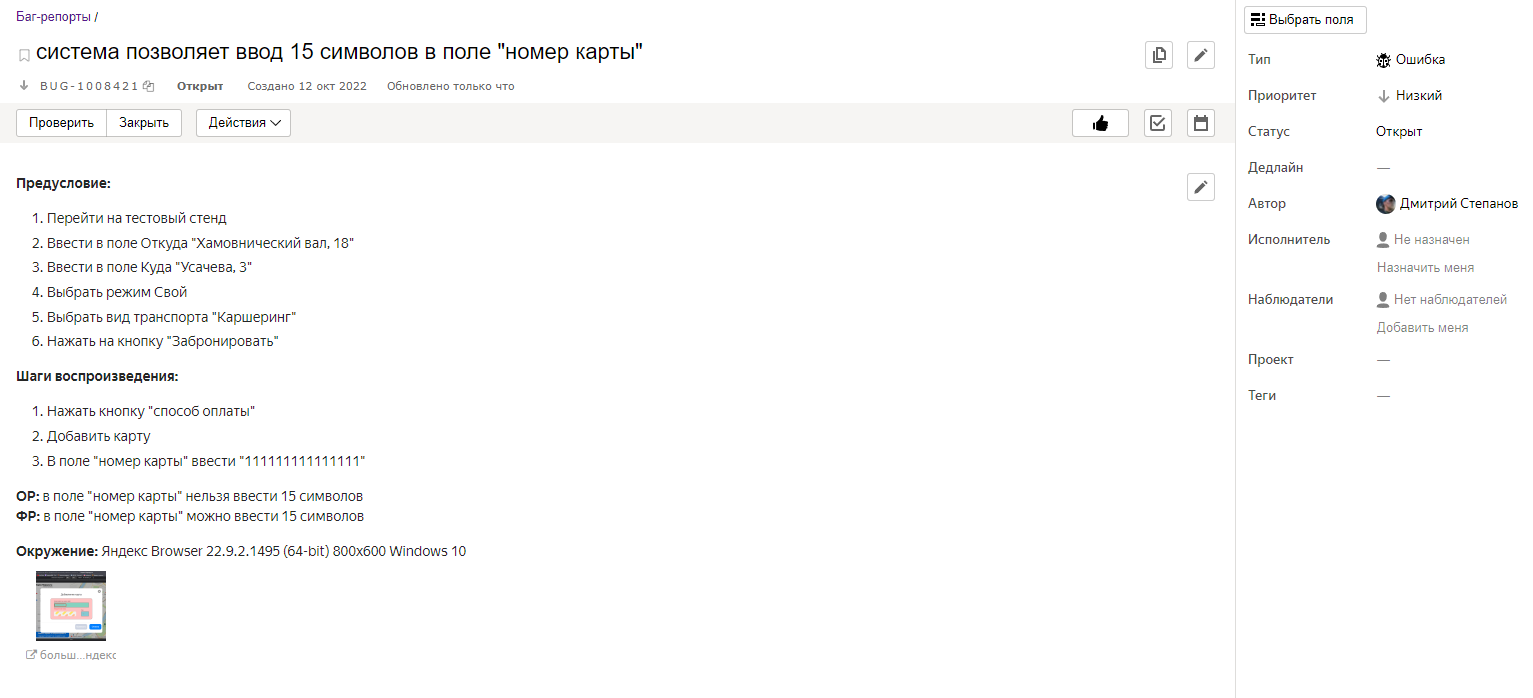 Баг-репорты /
система позволяет ввод 15 символов в поле "номер карты"
BUG-1008421 Открыт Создано 12 окт 2022 Обновлено только что
Проверить Закрыть Действия
Предусловие:
1. Перейти на тестовый стенд
2. Ввести в поле Откуда "Хамовнический вал, 18"
3. Ввести в поле Куда "Усачева, 3"
4. Выбрать режим Свой
5. Выбрать вид транспорта "Каршеринг"
6. Нажать на кнопку "Забронировать"
Шаги воспроизведения:
1. Нажать кнопку "способ оплаты"
2. Добавить карту
3. В поле "номер карты" ввести "111111111111111"
ОР: в поле "номер карты" нельзя ввести 15 символов
ФР: в поле "номер карты" можно ввести 15 символов
Окружение: Яндекс Browser 22.9.2.1495 (64-bit) 800x600 Windows 10
больш...ндекс
Выбрать поля
Тип Ошибка
Приоритет Низкий
Статус Открыт
Дедлайн —
Автор Дмитрий Степанов
Исполнитель Не назначен
Назначить меня
Наблюдатели Нет наблюдателей
Добавить меня
Проект —
Теги —